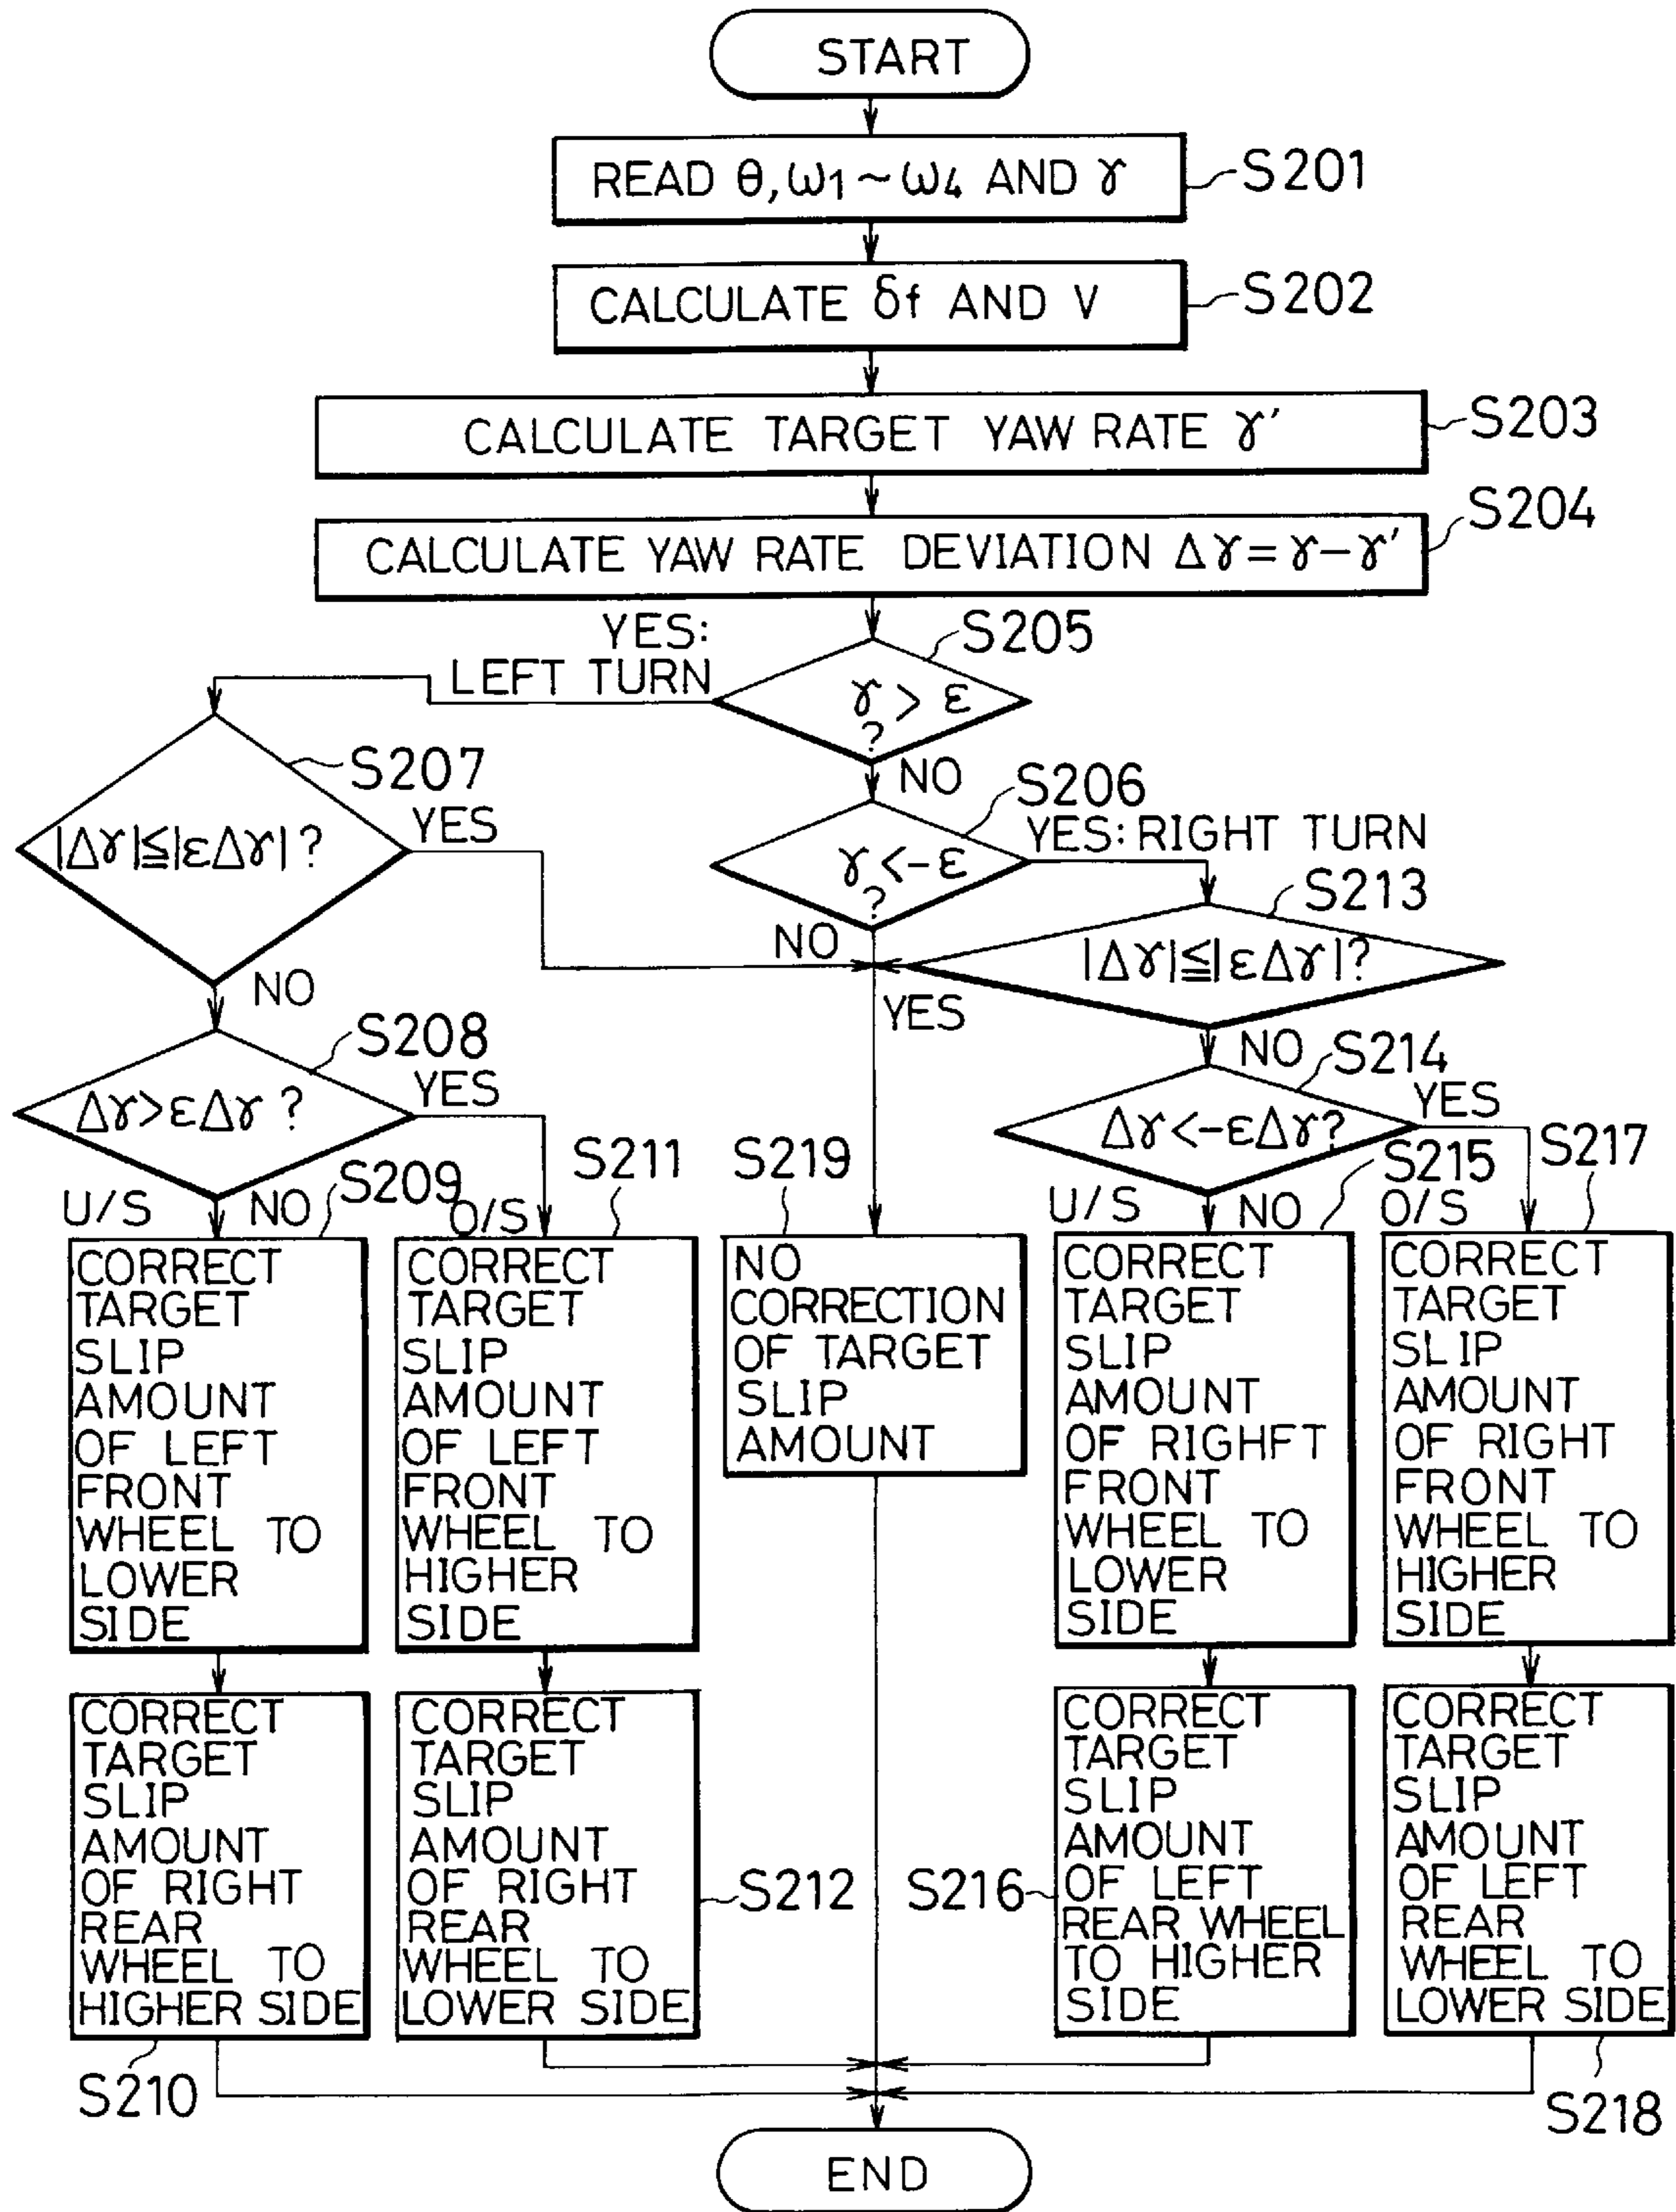 START
READ θ, ω1 ~ ω4 AND γ
S201
CALCULATE δf AND V
S202
CALCULATE TARGET YAW RATE γ'
S203
CALCULATE YAW RATE DEVIATION Δγ = γ - γ'
S204
YES:
LEFT TURN
S205
γ > ε
?
NO
S207
|Δγ|≦|εΔγ| ?
YES
NO
S206
γ < - ε
?
YES: RIGHT TURN
NO
S213
|Δγ|≦|εΔγ|?
YES
NO
S208
Δγ > εΔγ ?
YES
S214
Δγ < -εΔγ?
YES
U/S
NO
S209
O/S
S211
S219
U/S
NO
S215
O/S
S217
CORRECT
TARGET
SLIP
AMOUNT
OF LEFT
FRONT
WHEEL TO
LOWER
SIDE
CORRECT
TARGET
SLIP
AMOUNT
OF LEFT
FRONT
WHEEL TO
HIGHER
SIDE
NO
CORRECTION
OF TARGET
SLIP
AMOUNT
CORRECT
TARGET
SLIP
AMOUNT
OF RIGHFT
FRONT
WHEEL TO
LOWER
SIDE
CORRECT
TARGET
SLIP
AMOUNT
OF RIGHT
FRONT
WHEEL TO
HIGHER
SIDE
CORRECT
TARGET
SLIP
AMOUNT
OF RIGHT
REAR
WHEEL TO
HIGHER SIDE
S210
CORRECT
TARGET
SLIP
AMOUNT
OF RIGHT
REAR
WHEEL TO
LOWER SIDE
S212
CORRECT
TARGET
SLIP
AMOUNT
OF LEFT
REAR WHEEL
TO HIGHER
SIDE
S216
CORRECT
TARGET
SLIP
AMOUNT
OF LEFT
REAR
WHEEL TO
LOWER SIDE
S218
END